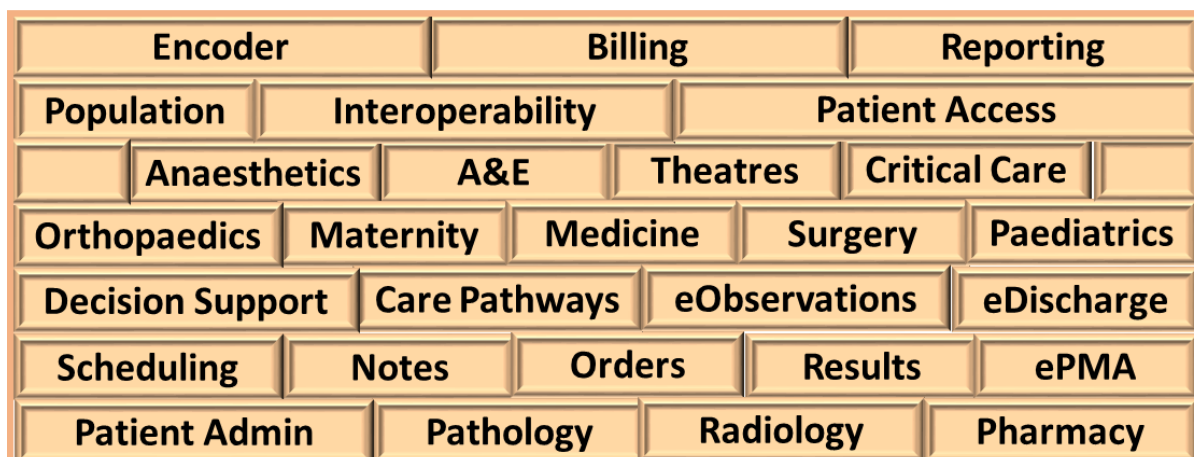 Encoder Billing Reporting
Population Interoperability Patient Access
Anaesthetics A&E Theatres Critical Care
Orthopaedics Maternity Medicine Surgery Paediatrics
Decision Support Care Pathways eObservations eDischarge
Scheduling Notes Orders Results ePMA
Patient Admin Pathology Radiology Pharmacy